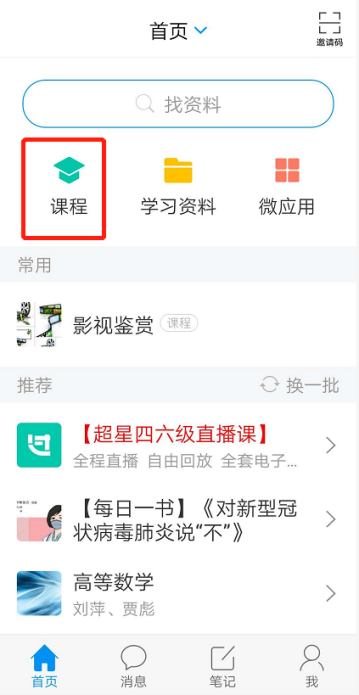 首页
邀请码
找资料
课程
学习资料
微应用
常用
影视鉴赏 课程
推荐
换一批
【超星四六级直播课】
全程直播 自由回放 全套电子...
【每日一书】《对新型冠
状病毒肺炎说“不”》
高等数学
刘萍、贾彪
首页
消息
笔记
我